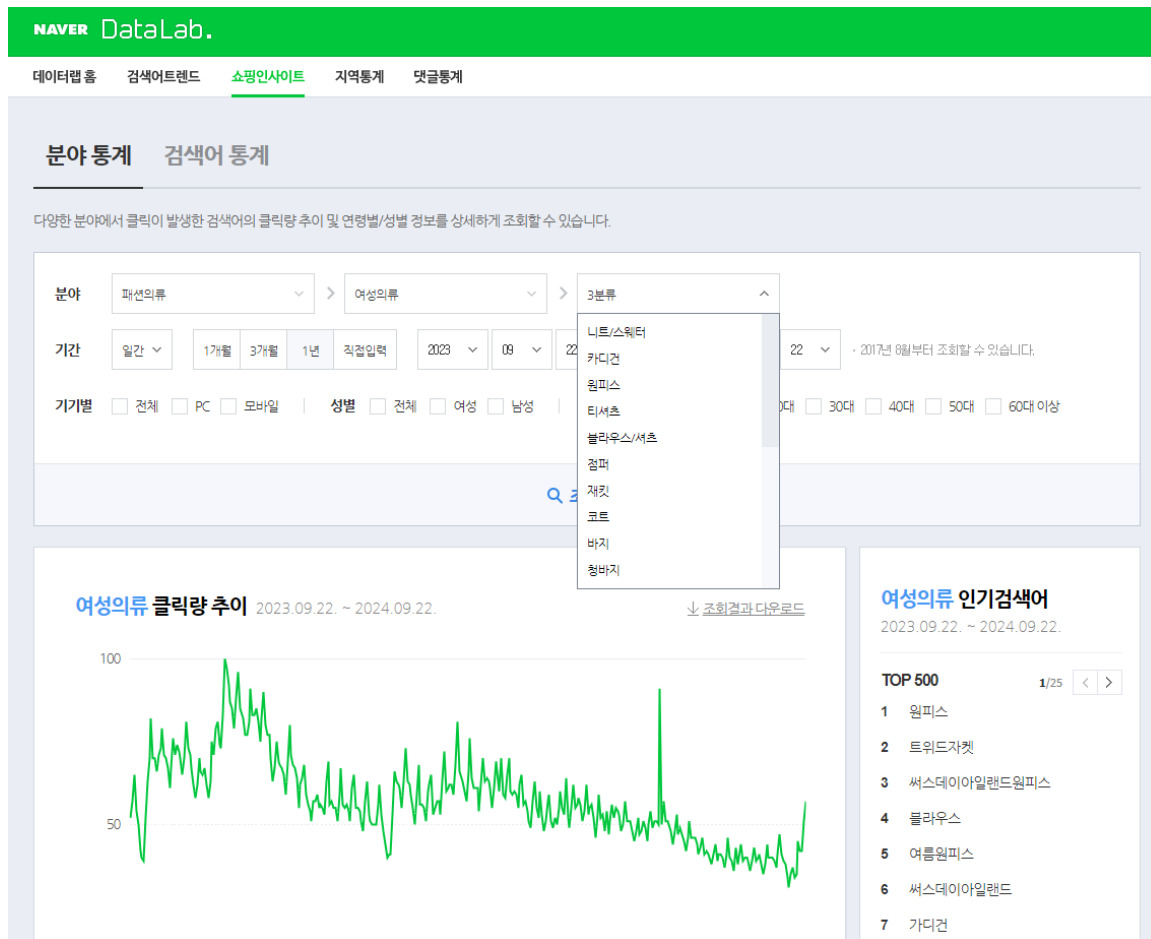 NAVER DataLab.
데이터랩 홈 검색어트렌드 쇼핑인사이트 지역통계 댓글통계
분야 통계 검색어 통계
다양한 분야에서 클릭이 발생한 검색어의 클릭량 추이 및 연령별/성별 정보를 상세하게 조회할 수 있습니다.
분야 패션의류 > 여성의류 > 3분류
니트/스웨터
기간 일간 1개월 3개월 1년 직접입력 2023 09 22 22 · 2017년 8월부터 조회할 수 있습니다.
카디건
원피스
기기별 전체 PC 모바일 성별 전체 여성 남성 30대 40대 50대 60대 이상
티셔츠
블라우스/셔츠
점퍼
재킷
코트
바지
청바지
여성의류 클릭량 추이 2023.09.22. ~ 2024.09.22.
조회결과 다운로드
100
50
여성의류 인기검색어
2023.09.22. ~ 2024.09.22.
TOP 500 1/25 < >
1 원피스
2 트위드자켓
3 써스데이아일랜드원피스
4 블라우스
5 여름원피스
6 써스데이아일랜드
7 가디건